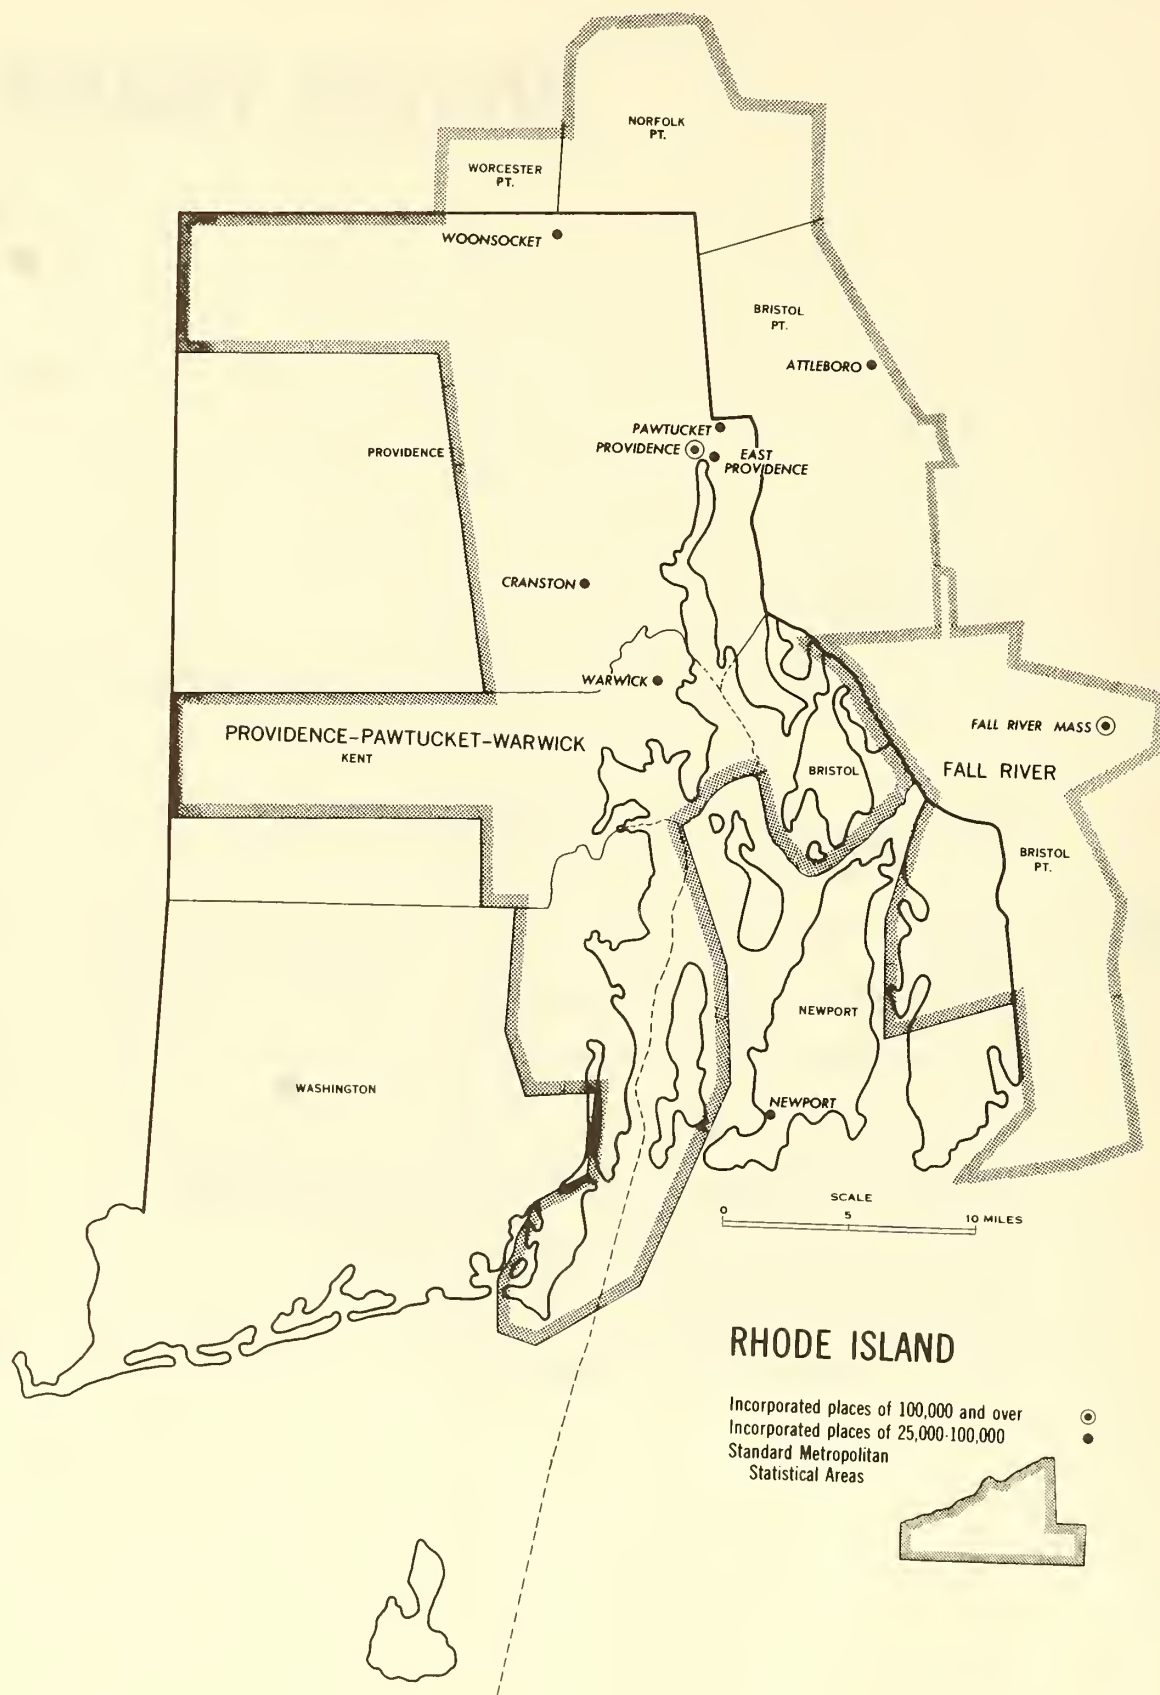 NORFOLK
PT.
WORCESTER
PT.
WOONSOCKET
BRISTOL
PT.
ATTLEBORO
PAWTUCKET
PROVIDENCE
EAST
PROVIDENCE
PROVIDENCE
CRANSTON
WARWICK
FALL RIVER MASS
PROVIDENCE-PAWTUCKET-WARWICK
KENT
BRISTOL
FALL RIVER
BRISTOL
PT.
NEWPORT
WASHINGTON
NEWPORT
SCALE
0 5 10 MILES
RHODE ISLAND
Incorporated places of 100,000 and over
Incorporated places of 25,000-100,000
Standard Metropolitan
Statistical Areas